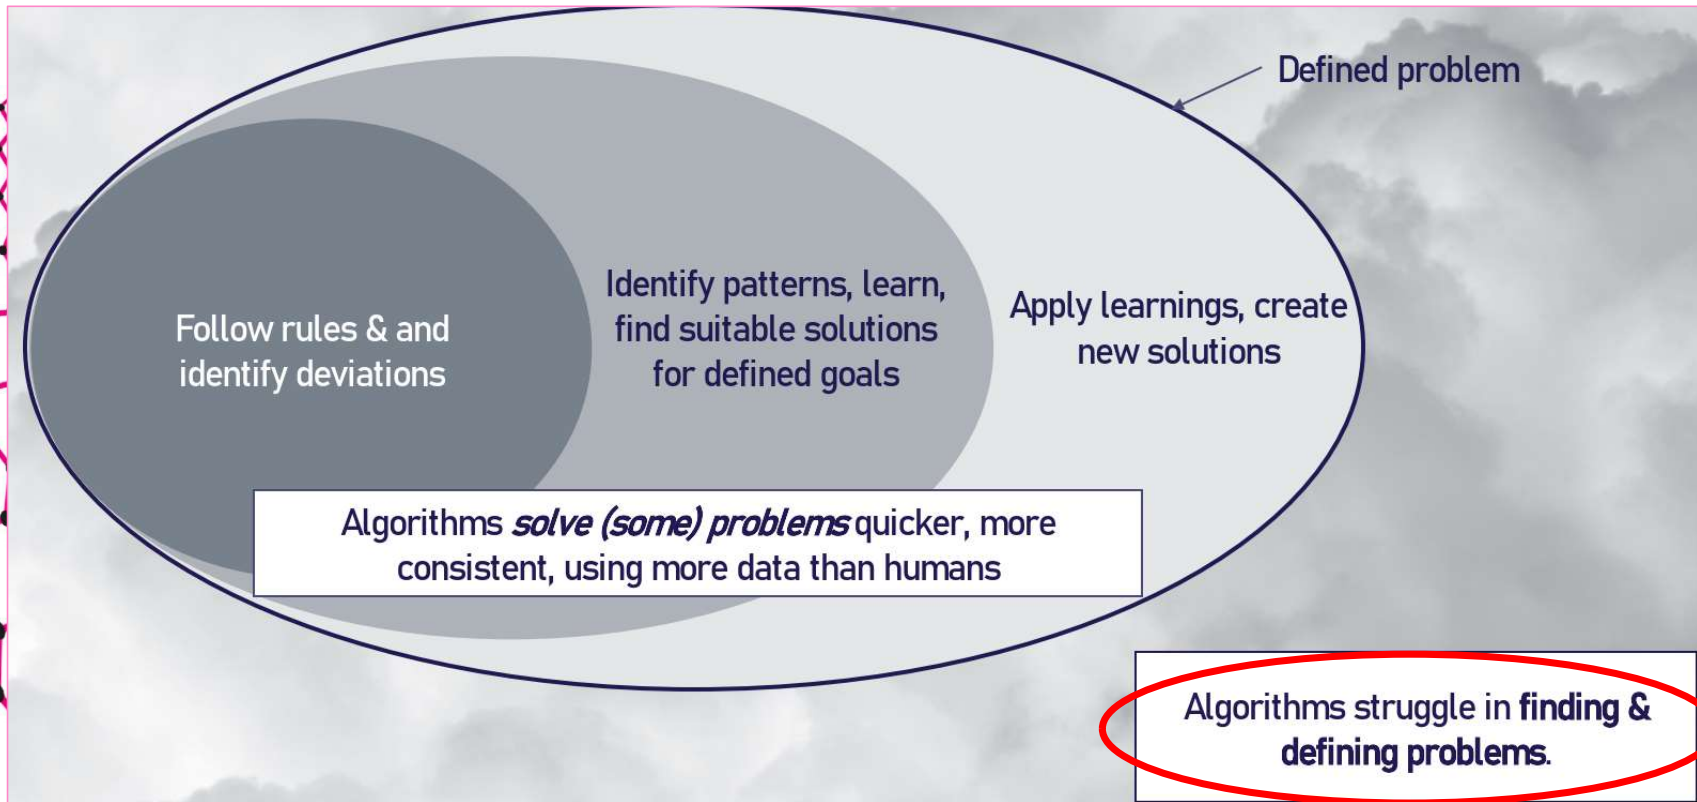 Defined problem
Follow rules & and
identify deviations
Identify patterns, learn,
find suitable solutions
for defined goals
Apply learnings, create
new solutions
Algorithms solve (some) problems quicker, more
consistent, using more data than humans
Algorithms struggle in finding &
defining problems.